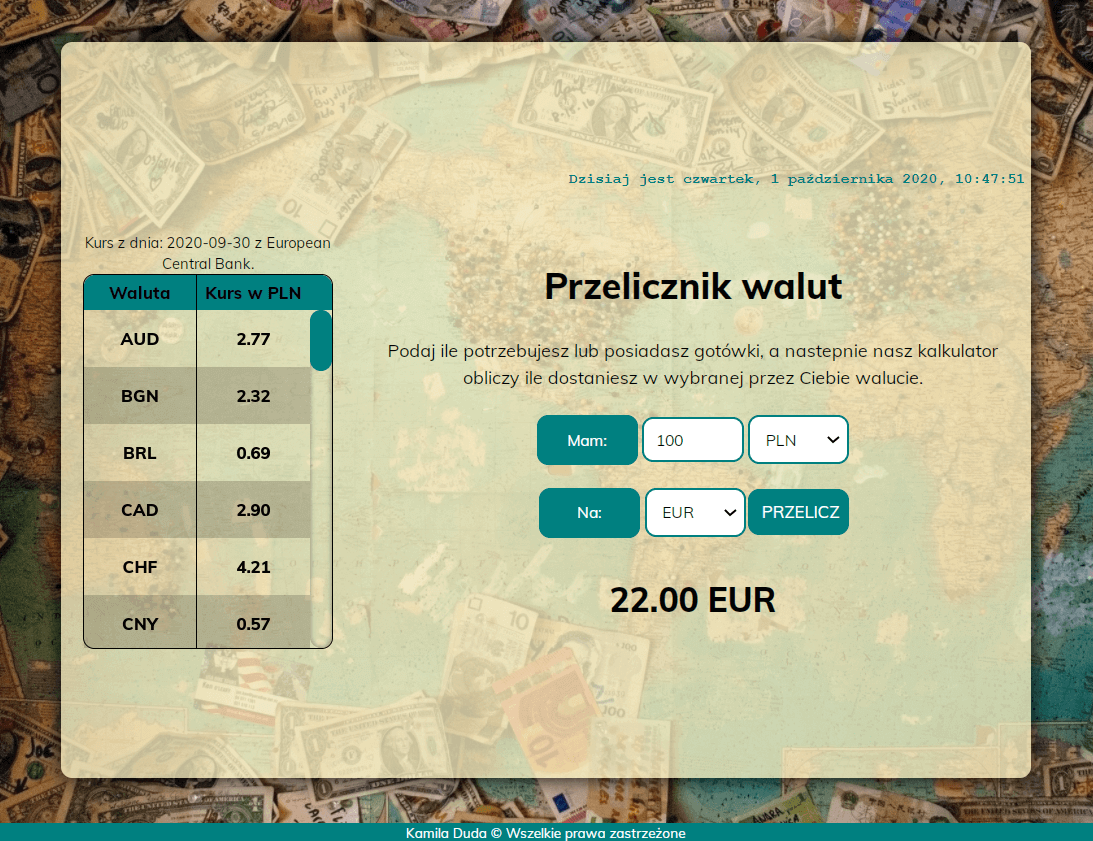 Dzisiaj jest czwartek, 1 października 2020, 10:47:51
Kurs z dnia: 2020-09-30 z European
Central Bank.
Waluta Kurs w PLN
AUD 2.77
BGN 2.32
BRL 0.69
CAD 2.90
CHF 4.21
CNY 0.57
Przelicznik walut
Podaj ile potrzebujesz lub posiadasz gotówki, a nastepnie nasz kalkulator
obliczy ile dostaniesz w wybranej przez Ciebie walucie.
Mam: 100 PLN
Na: EUR PRZELICZ
22.00 EUR
Kamila Duda © Wszelkie prawa zastrzeżone